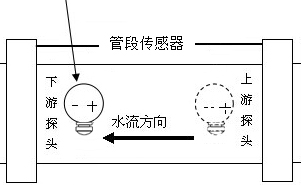 管段传感器
下游探头
上游探头
水流方向
- +
-- +